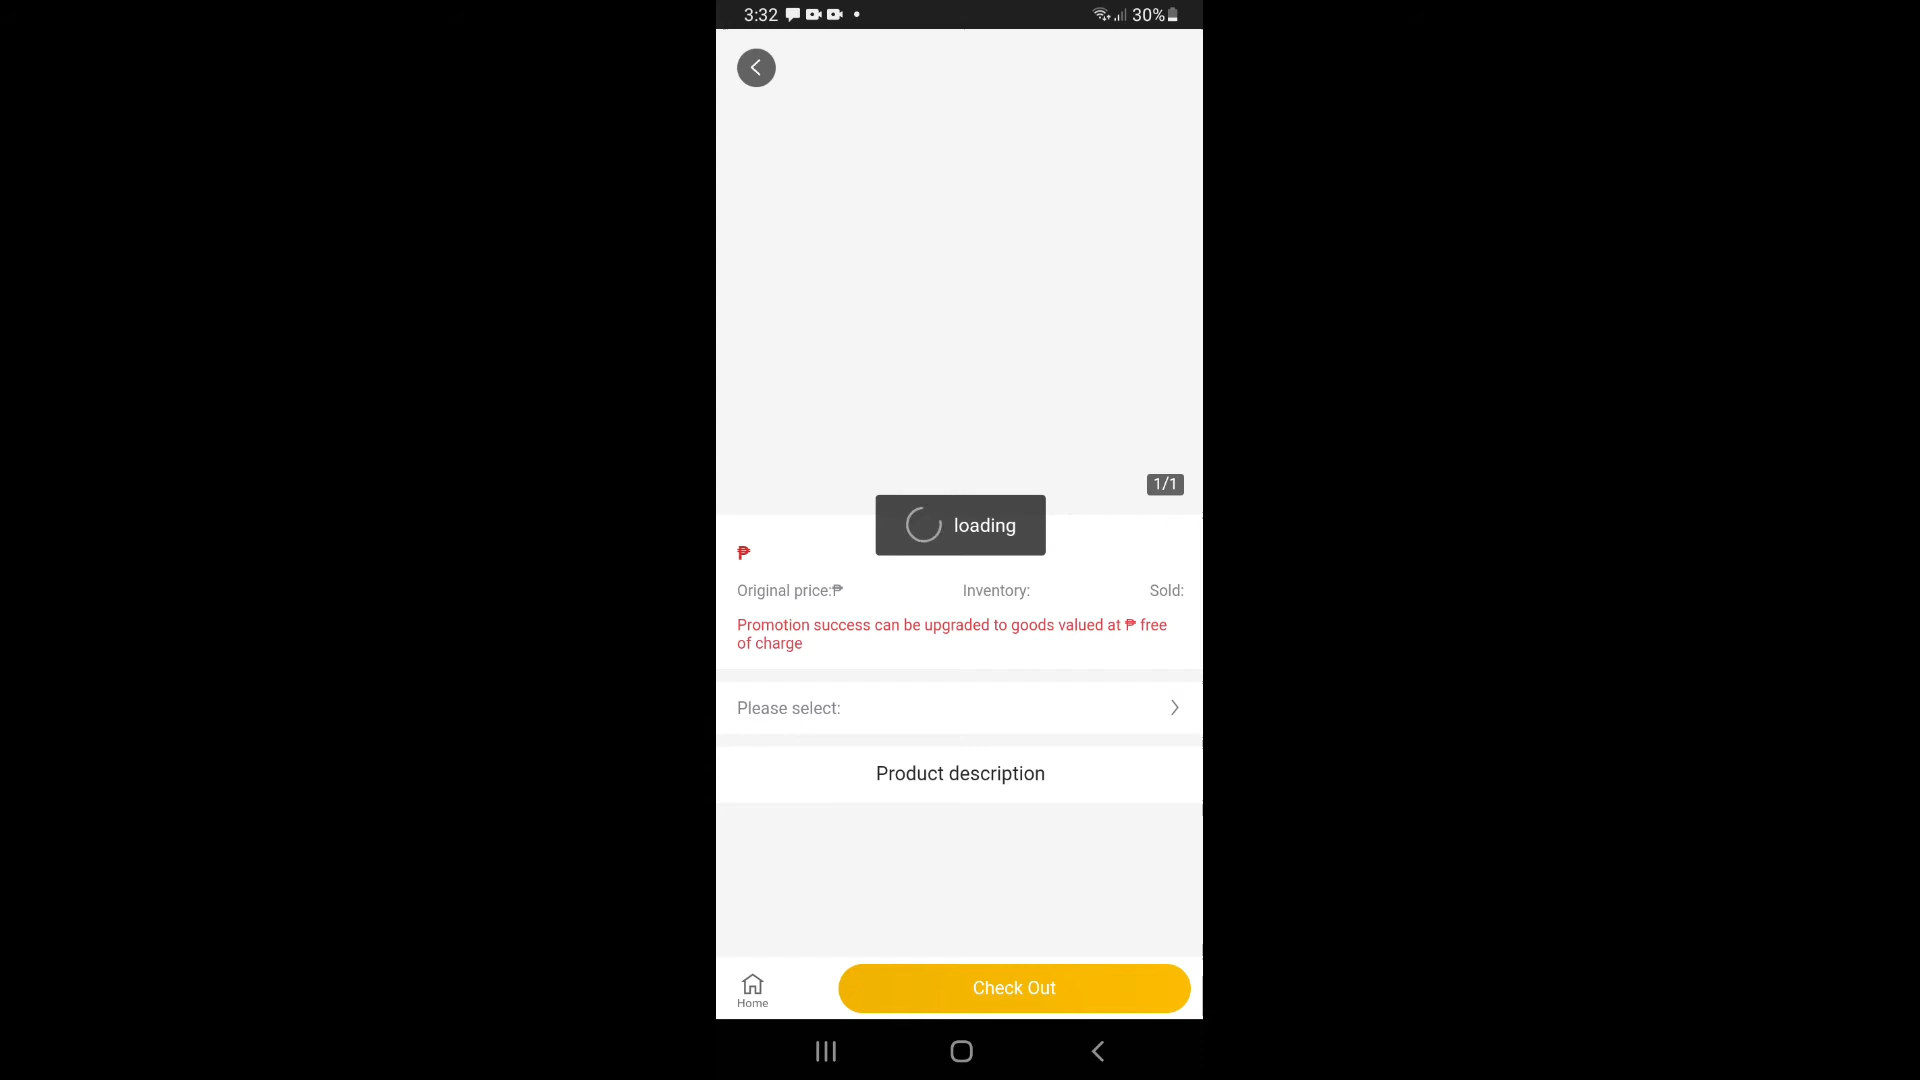 3:32
30%
1/1
loading
₱
Original price:₱ Inventory: Sold:
Promotion success can be upgraded to goods valued at ₱ free
of charge
Please select:
Product description
Home
Check Out